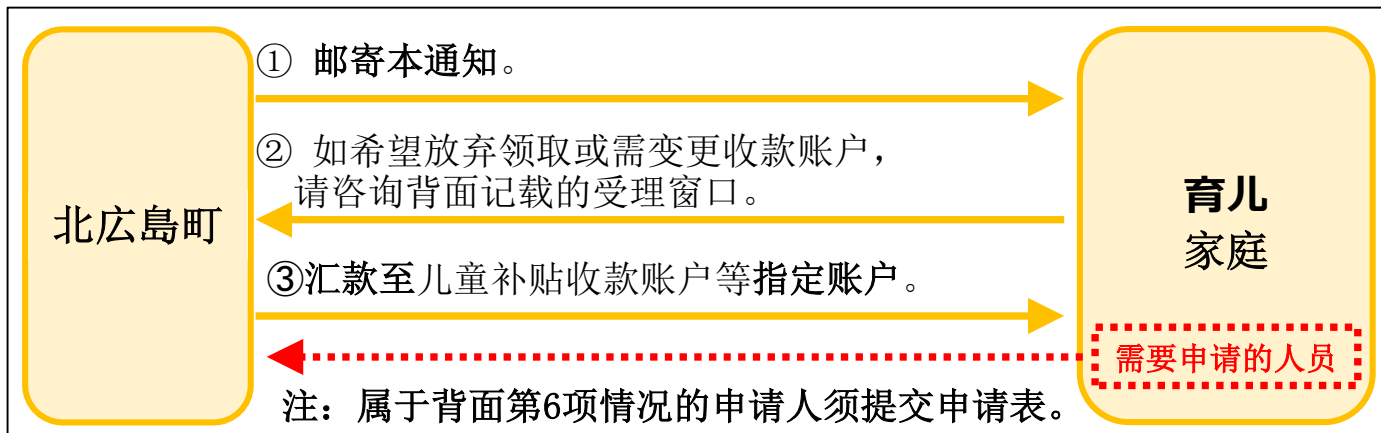 ① 邮寄本通知。
② 如希望放弃领取或需变更收款账户，
请咨询背面记载的受理窗口。
北広島町
育儿
家庭
③汇款至儿童补贴收款账户等指定账户。
需要申请的人员
注：属于背面第6项情况的申请人须提交申请表。